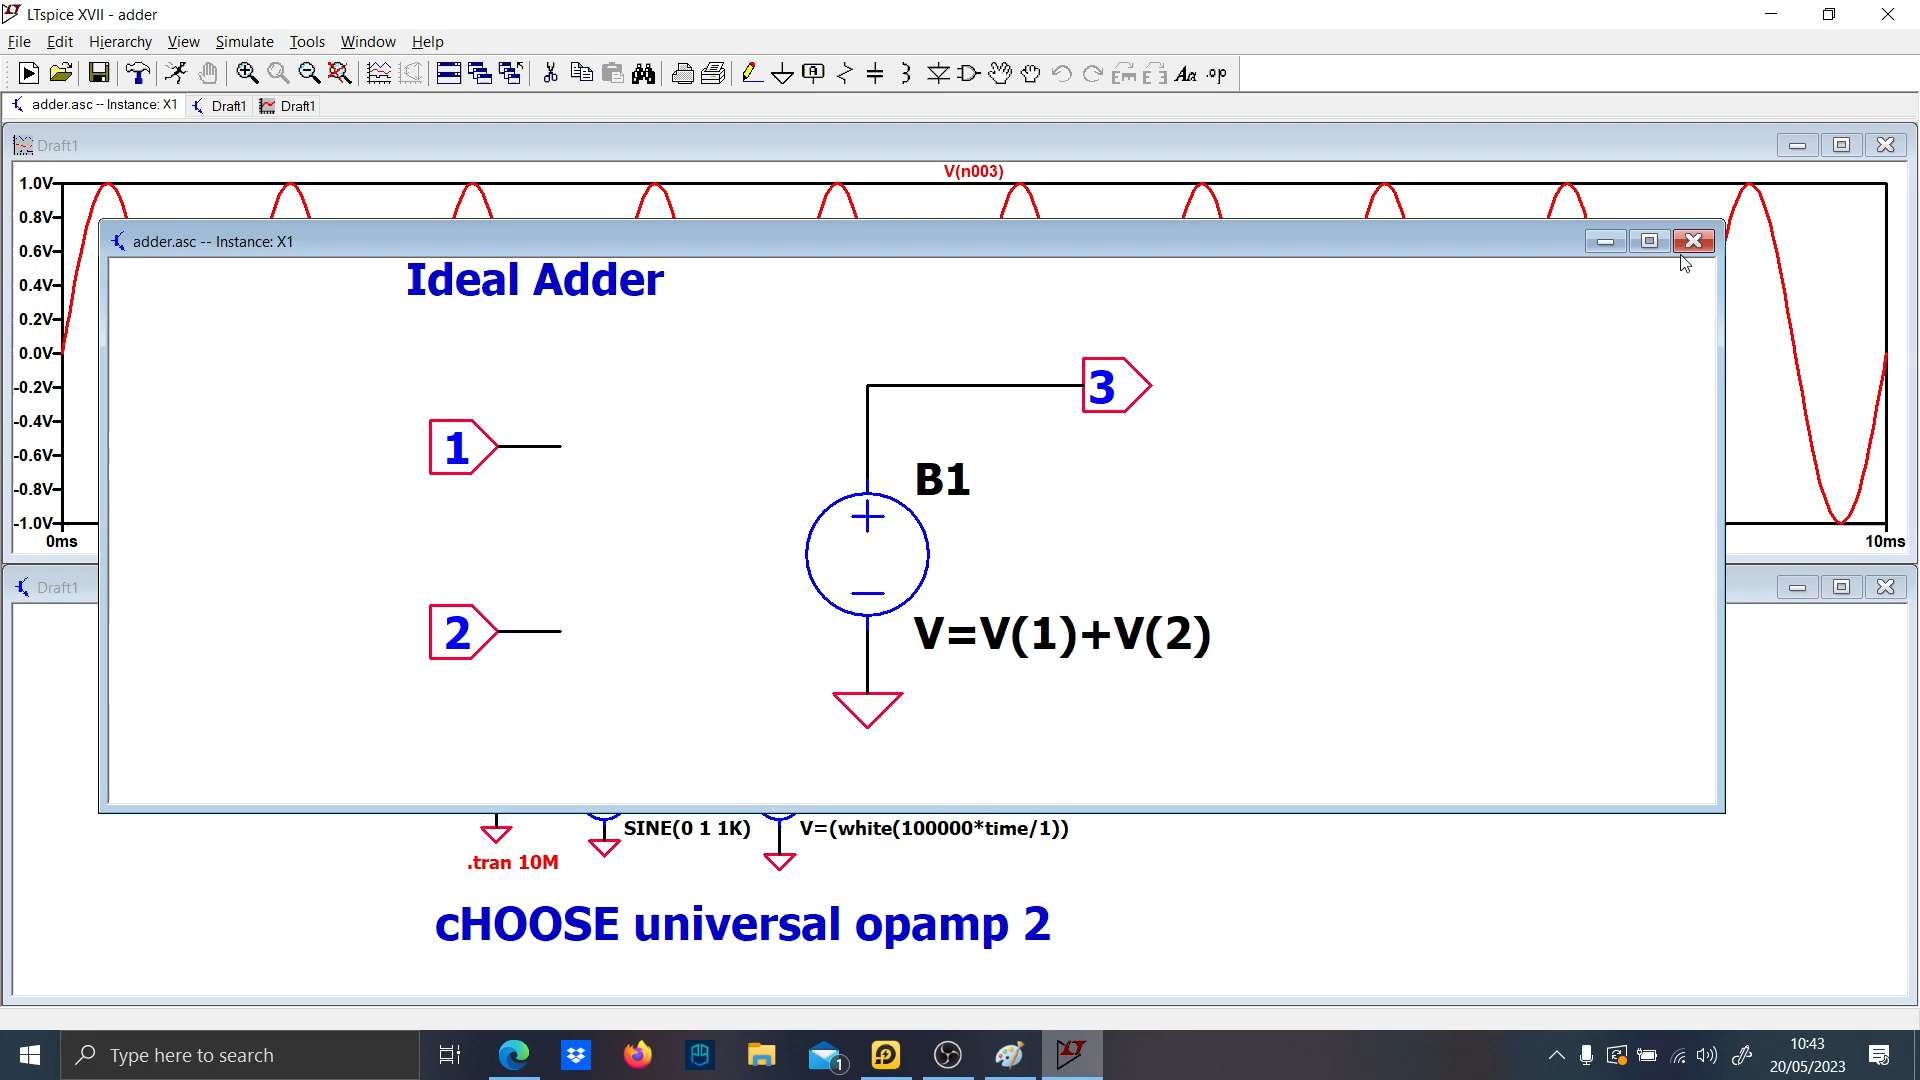 LTspice XVII - adder
File Edit Hierarchy View Simulate Tools Window Help
Aa .op
adder.asc -- Instance: X1 Draft1 Draft1
Draft1
V(n003)
1.0V
0.8V
0.6V
0.4V
0.2V
0.0V
-0.2V
-0.4V
-0.6V
-0.8V
-1.0V
0ms 10ms
adder.asc -- Instance: X1
Ideal Adder
3
1
B1
2
V=V(1)+V(2)
Draft1
SINE(0 1 1K) V=(white(100000*time/1))
.tran 10M
cHOOSE universal opamp 2
Type here to search
1
10:43
20/05/2023